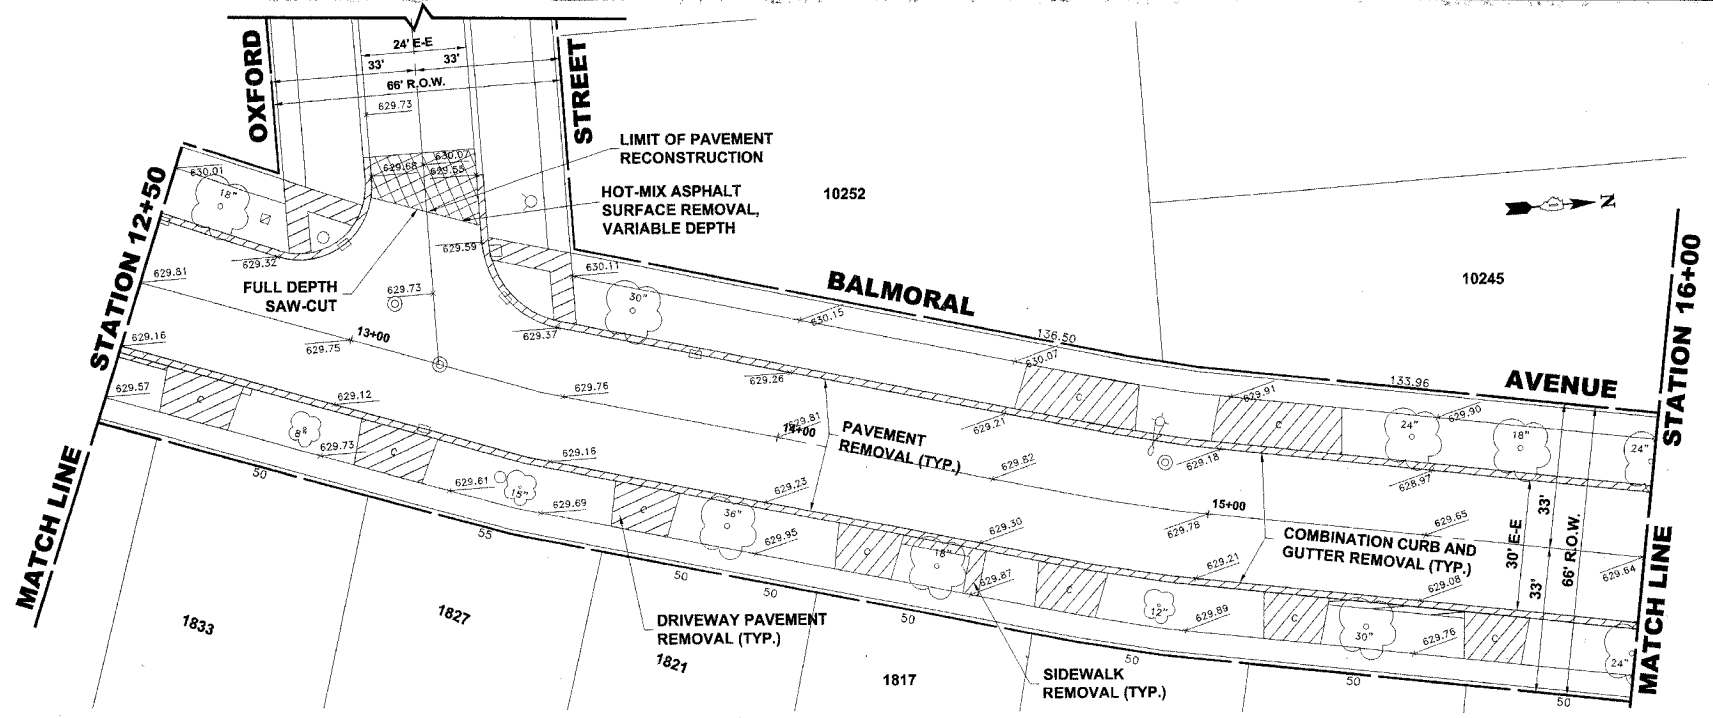 24' E-E
33'
33'
66' R.O.W.
629.73
OXFORD
STREET
LIMIT OF PAVEMENT
RECONSTRUCTION
630.07
629.68
629.55
630.01
18"
HOT-MIX ASPHALT
SURFACE REMOVAL,
VARIABLE DEPTH
10252
N
STATION 12+50
629.32
629.59
629.81
FULL DEPTH
SAW-CUT
629.73
630.11
30"
BALMORAL
10245
STATION 16+00
629.16
13+00
629.75
629.37
630.15
136.50
630.07
629.57
C
629.12
629.76
629.26
133.96
AVENUE
629.91
629.90
C
C
629.81
14+00
629.21
PAVEMENT
REMOVAL (TYP.)
24"
18"
24"
8"
629.73
C
629.16
629.82
629.18
628.97
MATCH LINE
50
629.61
15"
629.69
629.23
15+00
629.78
629.65
33'
30' E-E
66' R.O.W.
33'
55
C
36"
629.95
629.30
COMBINATION CURB AND
GUTTER REMOVAL (TYP.)
629.64
MATCH LINE
C
18"
629.87
629.21
629.08
50
50
C
12"
629.89
C
30"
629.76
C
24"
1833
1827
DRIVEWAY PAVEMENT
REMOVAL (TYP.)
1821
50
1817
SIDEWALK
REMOVAL (TYP.)
50
50
50